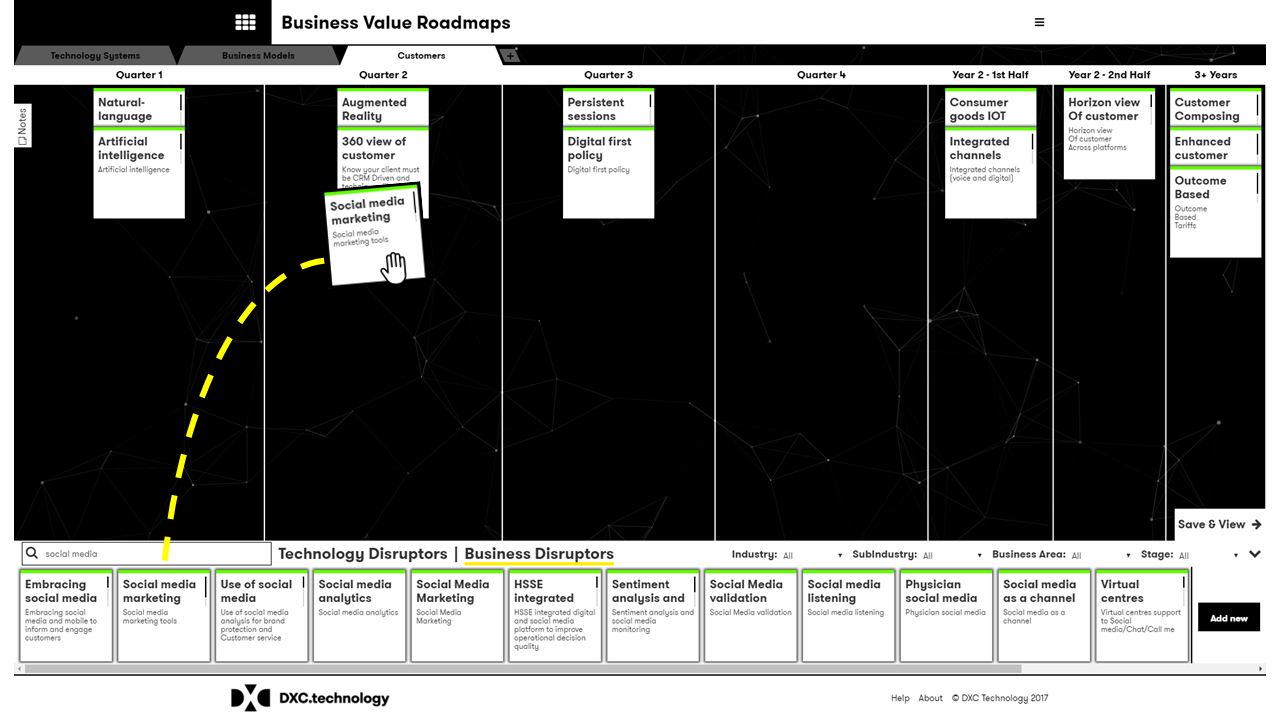 Business Value Roadmaps
Technology Systems
Business Models
Customers
+
Quarter 1
Quarter 2
Quarter 3
Quarter 4
Year 2 - 1st Half
Year 2 - 2nd Half
3+ Years
Notes
Natural-
language
Artificial
intelligence
Artificial intelligence
Augmented
Reality
360 view of
customer
Know your client must
be CRM Driven and
Social media
marketing
Social media
marketing tools
Persistent
sessions
Digital first
policy
Digital first policy
Consumer
goods IOT
Integrated
channels
Integrated channels
(voice and digital)
Horizon view
Of customer
Horizon view
Of customer
Across platforms
Customer
Composing
Enhanced
customer
Outcome
Based
Outcome
Based
Tariffs
Save & View
social media
Technology Disruptors | Business Disruptors
Industry: All
SubIndustry: All
Business Area: All
Stage: All
Embracing
social media
Embracing social
media and mobile to
inform and engage
customers
Social media
marketing
Social media
marketing tools
Use of social
media
Use of social media
analysis for brand
protection and
Customer service
Social media
analytics
Social media analytics
Social Media
Marketing
Social Media
Marketing
HSSE
integrated
HSSE integrated digital
and social media
platform to improve
operational decision
quality
Sentiment
analysis and
Sentiment analysis and
social media
monitoring
Social Media
validation
Social Media validation
Social media
listening
Social media listening
Physician
social media
Physician social media
Social media
as a channel
Social media as a
channel
Virtual
centres
Virtual centres support
to Social
media/Chat/Call me
Add new
DXC.technology
Help About © DXC Technology 2017